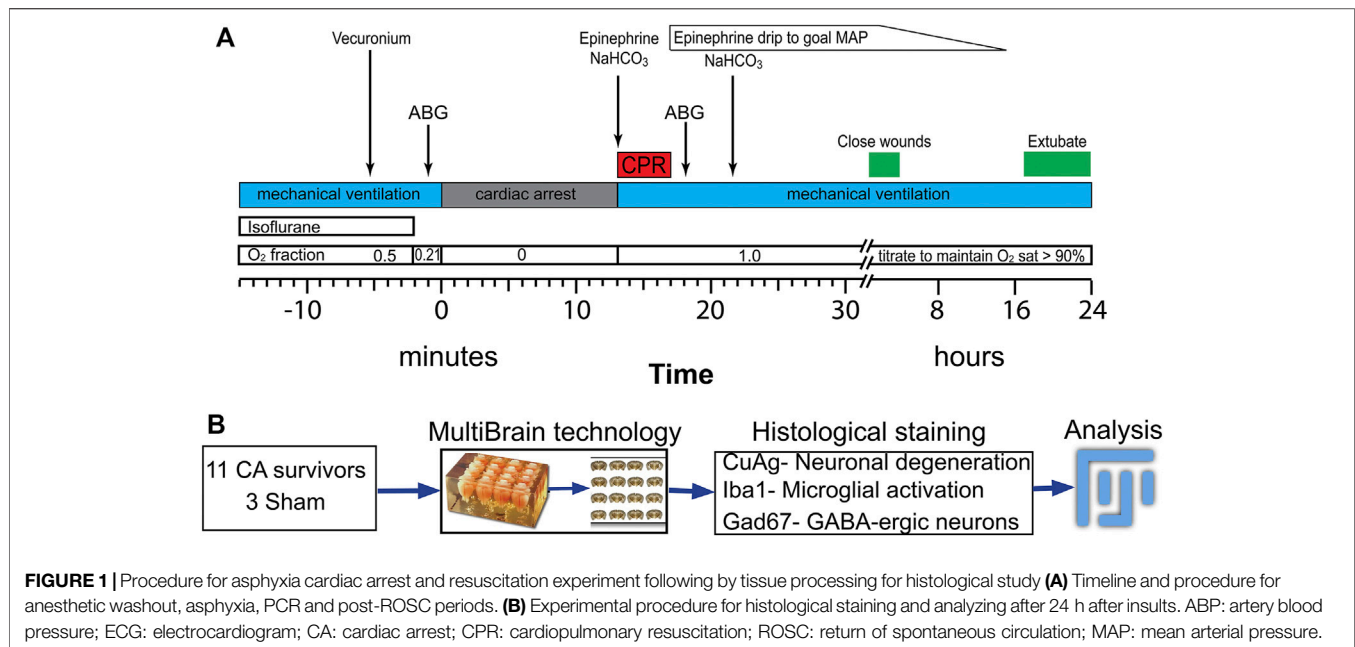 A
Vecuronium
ABG
Epinephrine
NaHCO₃
Epinephrine drip to goal MAP
NaHCO₃
ABG
CPR
Close wounds
Extubate
mechanical ventilation
cardiac arrest
mechanical ventilation
Isoflurane
O₂ fraction 0.5 0.21 0 1.0 titrate to maintain O₂ sat > 90%
-10 0 10 20 30 8 16 24
minutes
hours
Time
B
11 CA survivors
3 Sham
MultiBrain technology
Histological staining
CuAg- Neuronal degeneration
Iba1- Microglial activation
Gad67- GABA-ergic neurons
Analysis
FIGURE 1 | Procedure for asphyxia cardiac arrest and resuscitation experiment following by tissue processing for histological study (A) Timeline and procedure for
anesthetic washout, asphyxia, PCR and post-ROSC periods. (B) Experimental procedure for histological staining and analyzing after 24 h after insults. ABP: artery blood
pressure; ECG: electrocardiogram; CA: cardiac arrest; CPR: cardiopulmonary resuscitation; ROSC: return of spontaneous circulation; MAP: mean arterial pressure.